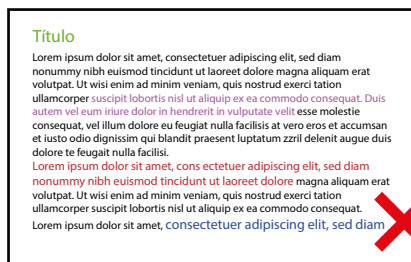 Título
Lorem ipsum dolor sit amet, consectetuer adipiscing elit, sed diam
nonummy nibh euismod tincidunt ut laoreet dolore magna aliquam erat
volutpat. Ut wisi enim ad minim veniam, quis nostrud exerci tation
ullamcorper suscipit lobortis nisl ut aliquip ex ea commodo consequat. Duis
autem vel eum iriure dolor in hendrerit in vulputate velit esse molestie
consequat, vel illum dolore eu feugiat nulla facilisis at vero eros et accumsan
et iusto odio dignissim qui blandit praesent luptatum zzril delenit augue duis
dolore te feugait nulla facilisi.
Lorem ipsum dolor sit amet, cons ectetuer adipiscing elit, sed diam
nonummy nibh euismod tincidunt ut laoreet dolore magna aliquam erat
volutpat. Ut wisi enim ad minim veniam, quis nostrud exerci tation
ullamcorper suscipit lobortis nisl ut aliquip ex ea commodo consequat.
Lorem ipsum dolor sit amet, consectetuer adipiscing elit, sed diam